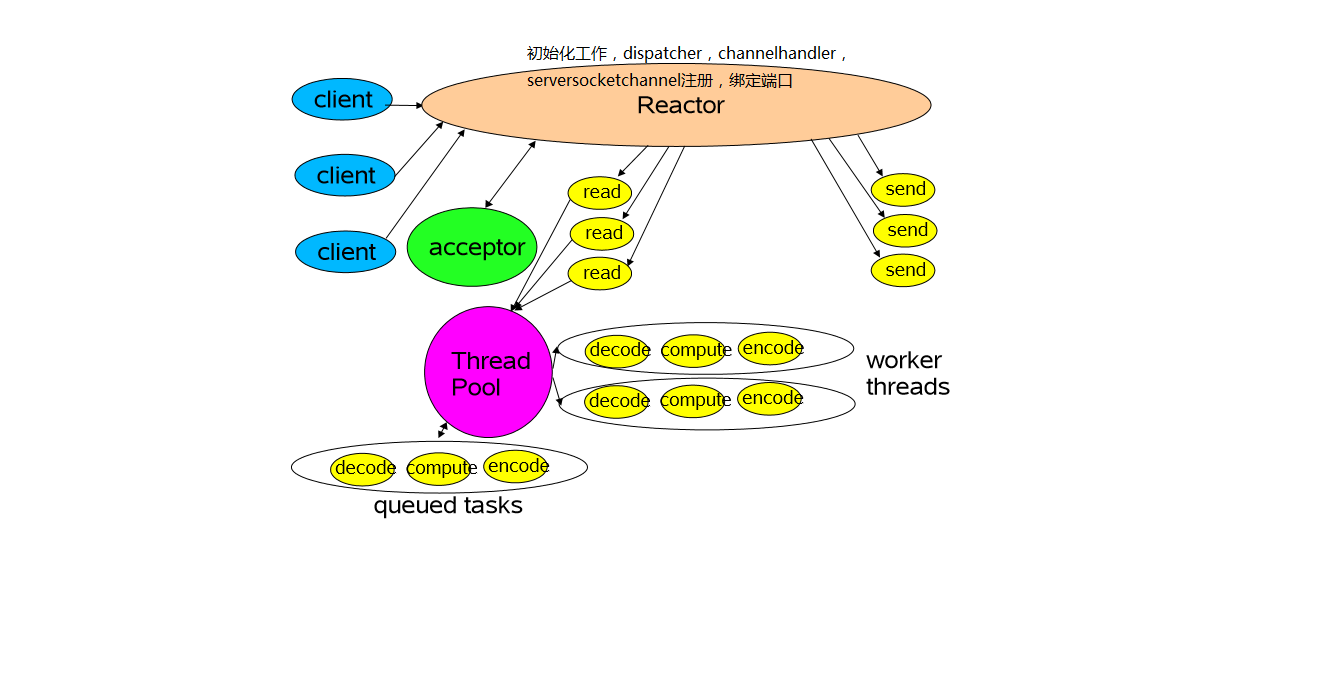 初始化工作，dispatcher，channelhandler，
serversocketchannel注册，绑定端口
Reactor
client
client
client
acceptor
read
read
read
send
send
send
Thread
Pool
decode compute encode
decode compute encode
worker
threads
decode compute encode
queued tasks